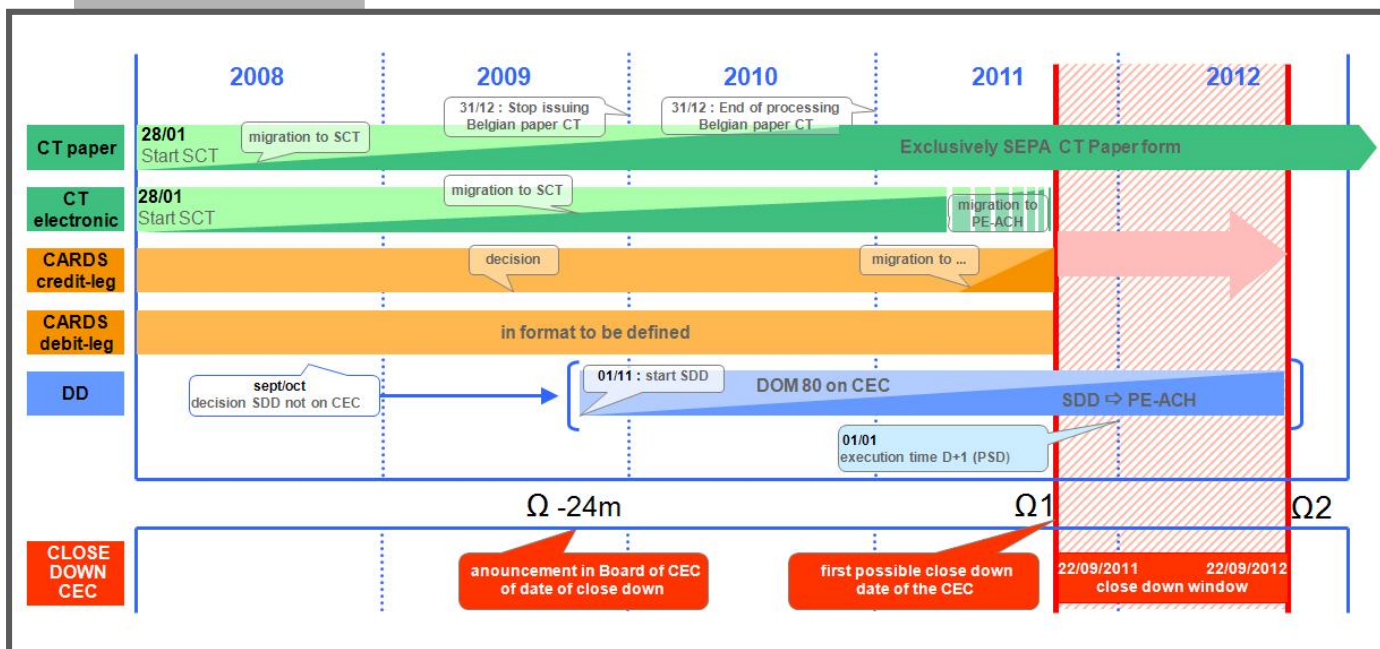 2008
2009
2010
2011
2012
31/12 : Stop issuing
Belgian paper CT
31/12 : End of processing
Belgian paper CT
CT paper
28/01
Start SCT
migration to SCT
Exclusively SEPA CT Paper form
CT
electronic
28/01
Start SCT
migration to SCT
migration to
PE-ACH
CARDS
credit-leg
decision
migration to ...
CARDS
debit-leg
in format to be defined
DD
sept/oct
decision SDD not on CEC
01/11 : start SDD
DOM 80 on CEC
SDD ⇨ PE-ACH
01/01
execution time D+1 (PSD)
Ω -24m
Ω1
Ω2
CLOSE
DOWN
CEC
anouncement in Board of CEC
of date of close down
first possible close down
date of the CEC
22/09/2011
22/09/2012
close down window